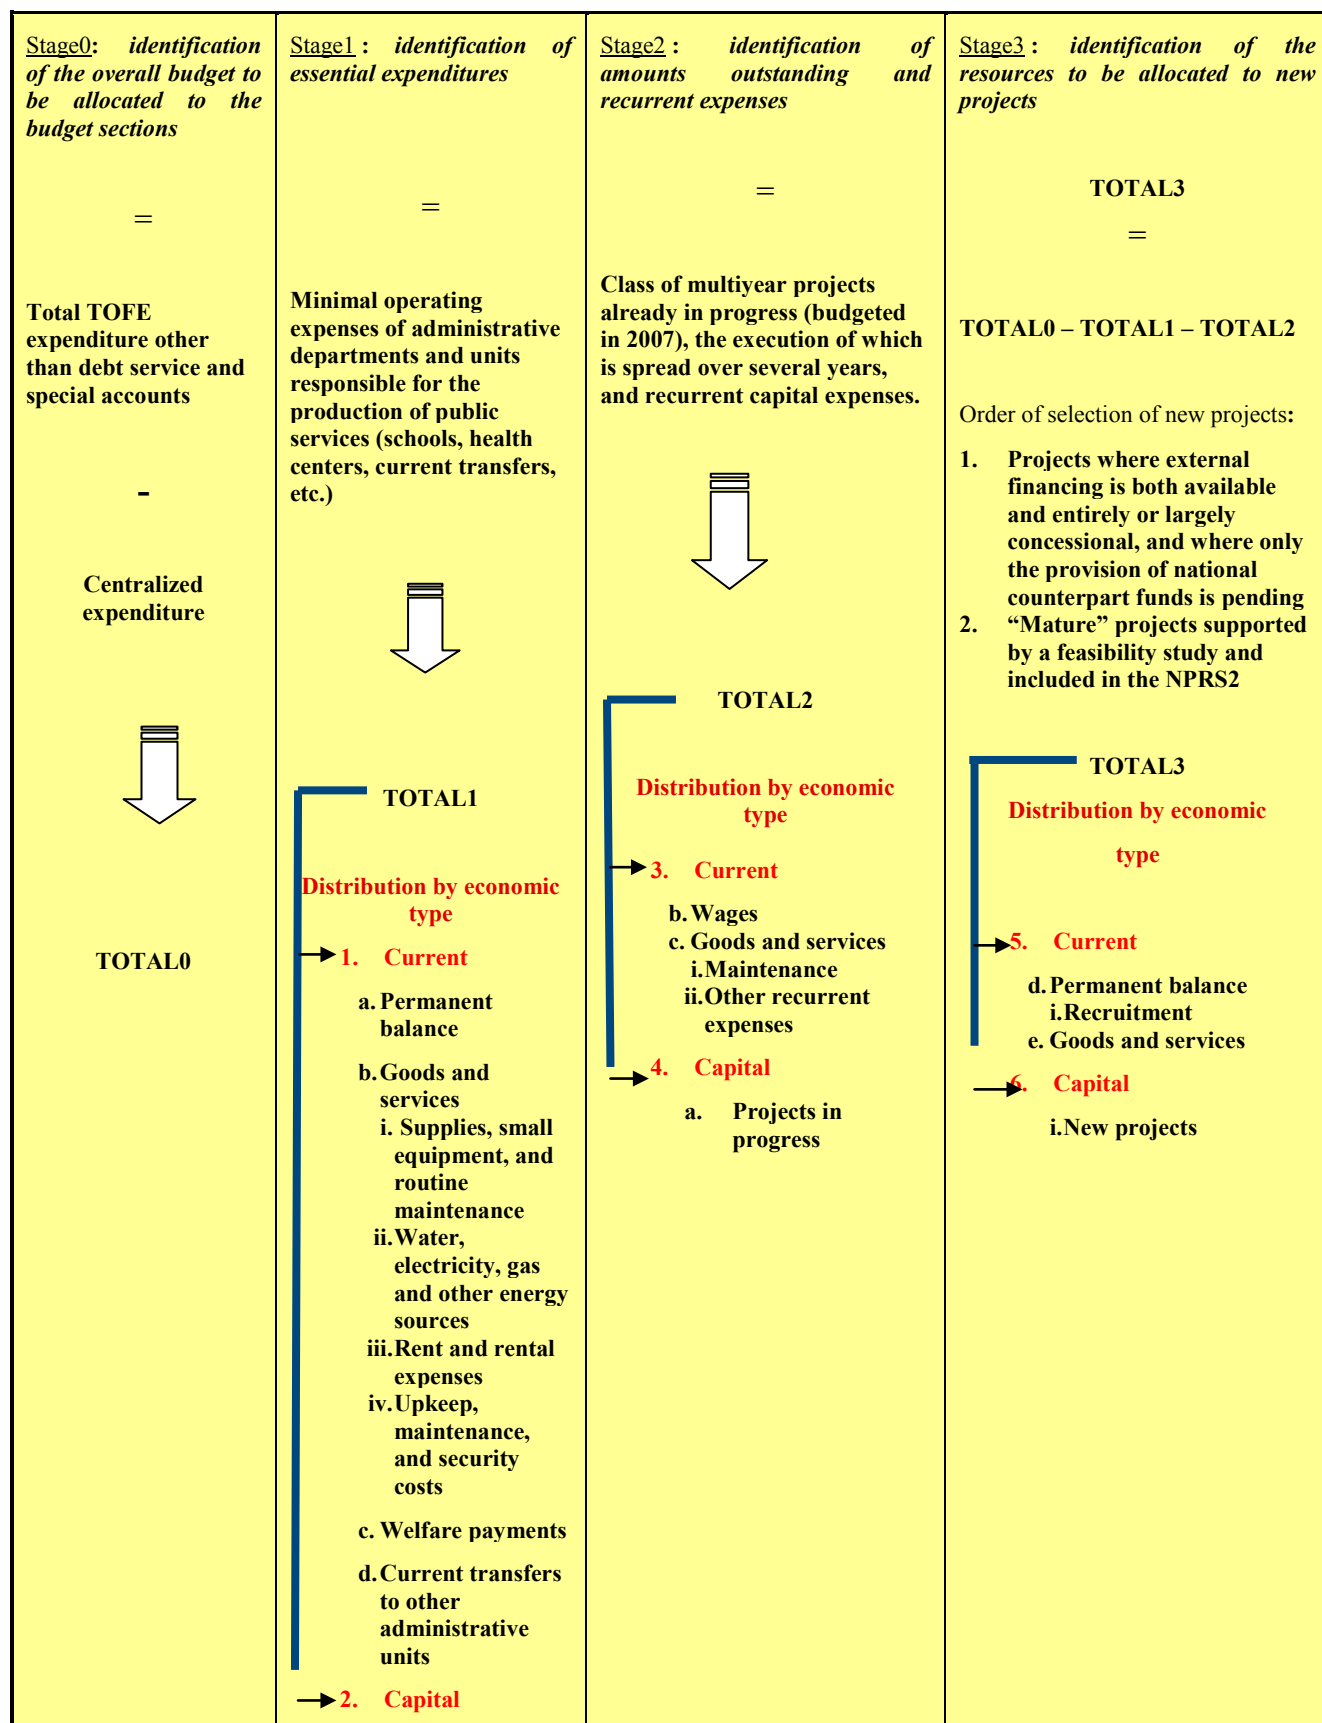 Stage0: identification
of the overall budget to
be allocated to the
budget sections
=
Total TOFE
expenditure other
than debt service and
special accounts
-
Centralized
expenditure
TOTAL0
Stage1 : identification of
essential expenditures
=
Minimal operating
expenses of administrative
departments and units
responsible for the
production of public
services (schools, health
centers, current transfers,
etc.)
TOTAL1
Distribution by economic
type
1. Current
a. Permanent
balance
b. Goods and
services
i. Supplies, small
equipment, and
routine
maintenance
ii. Water,
electricity, gas
and other energy
sources
iii. Rent and rental
expenses
iv. Upkeep,
maintenance,
and security
costs
c. Welfare payments
d. Current transfers
to other
administrative
units
2. Capital
Stage2 : identification of
amounts outstanding and
recurrent expenses
=
Class of multiyear projects
already in progress (budgeted
in 2007), the execution of which
is spread over several years,
and recurrent capital expenses.
TOTAL2
Distribution by economic
type
3. Current
b. Wages
c. Goods and services
i. Maintenance
ii. Other recurrent
expenses
4. Capital
a. Projects in
progress
Stage3 : identification of the
resources to be allocated to new
projects
TOTAL3
=
TOTAL0 – TOTAL1 – TOTAL2
Order of selection of new projects:
1. Projects where external
financing is both available
and entirely or largely
concessional, and where only
the provision of national
counterpart funds is pending
2. “Mature” projects supported
by a feasibility study and
included in the NPRS2
TOTAL3
Distribution by economic
type
5. Current
d. Permanent balance
i. Recruitment
e. Goods and services
6. Capital
i. New projects